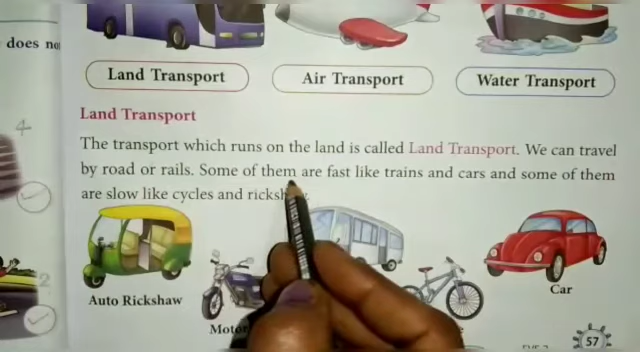 does no
Land Transport
Air Transport
Water Transport
Land Transport
The transport which runs on the land is called Land Transport. We can travel
by road or rails. Some of them are fast like trains and cars and some of them
are slow like cycles and ricksh
Auto Rickshaw
Car
Moto
57